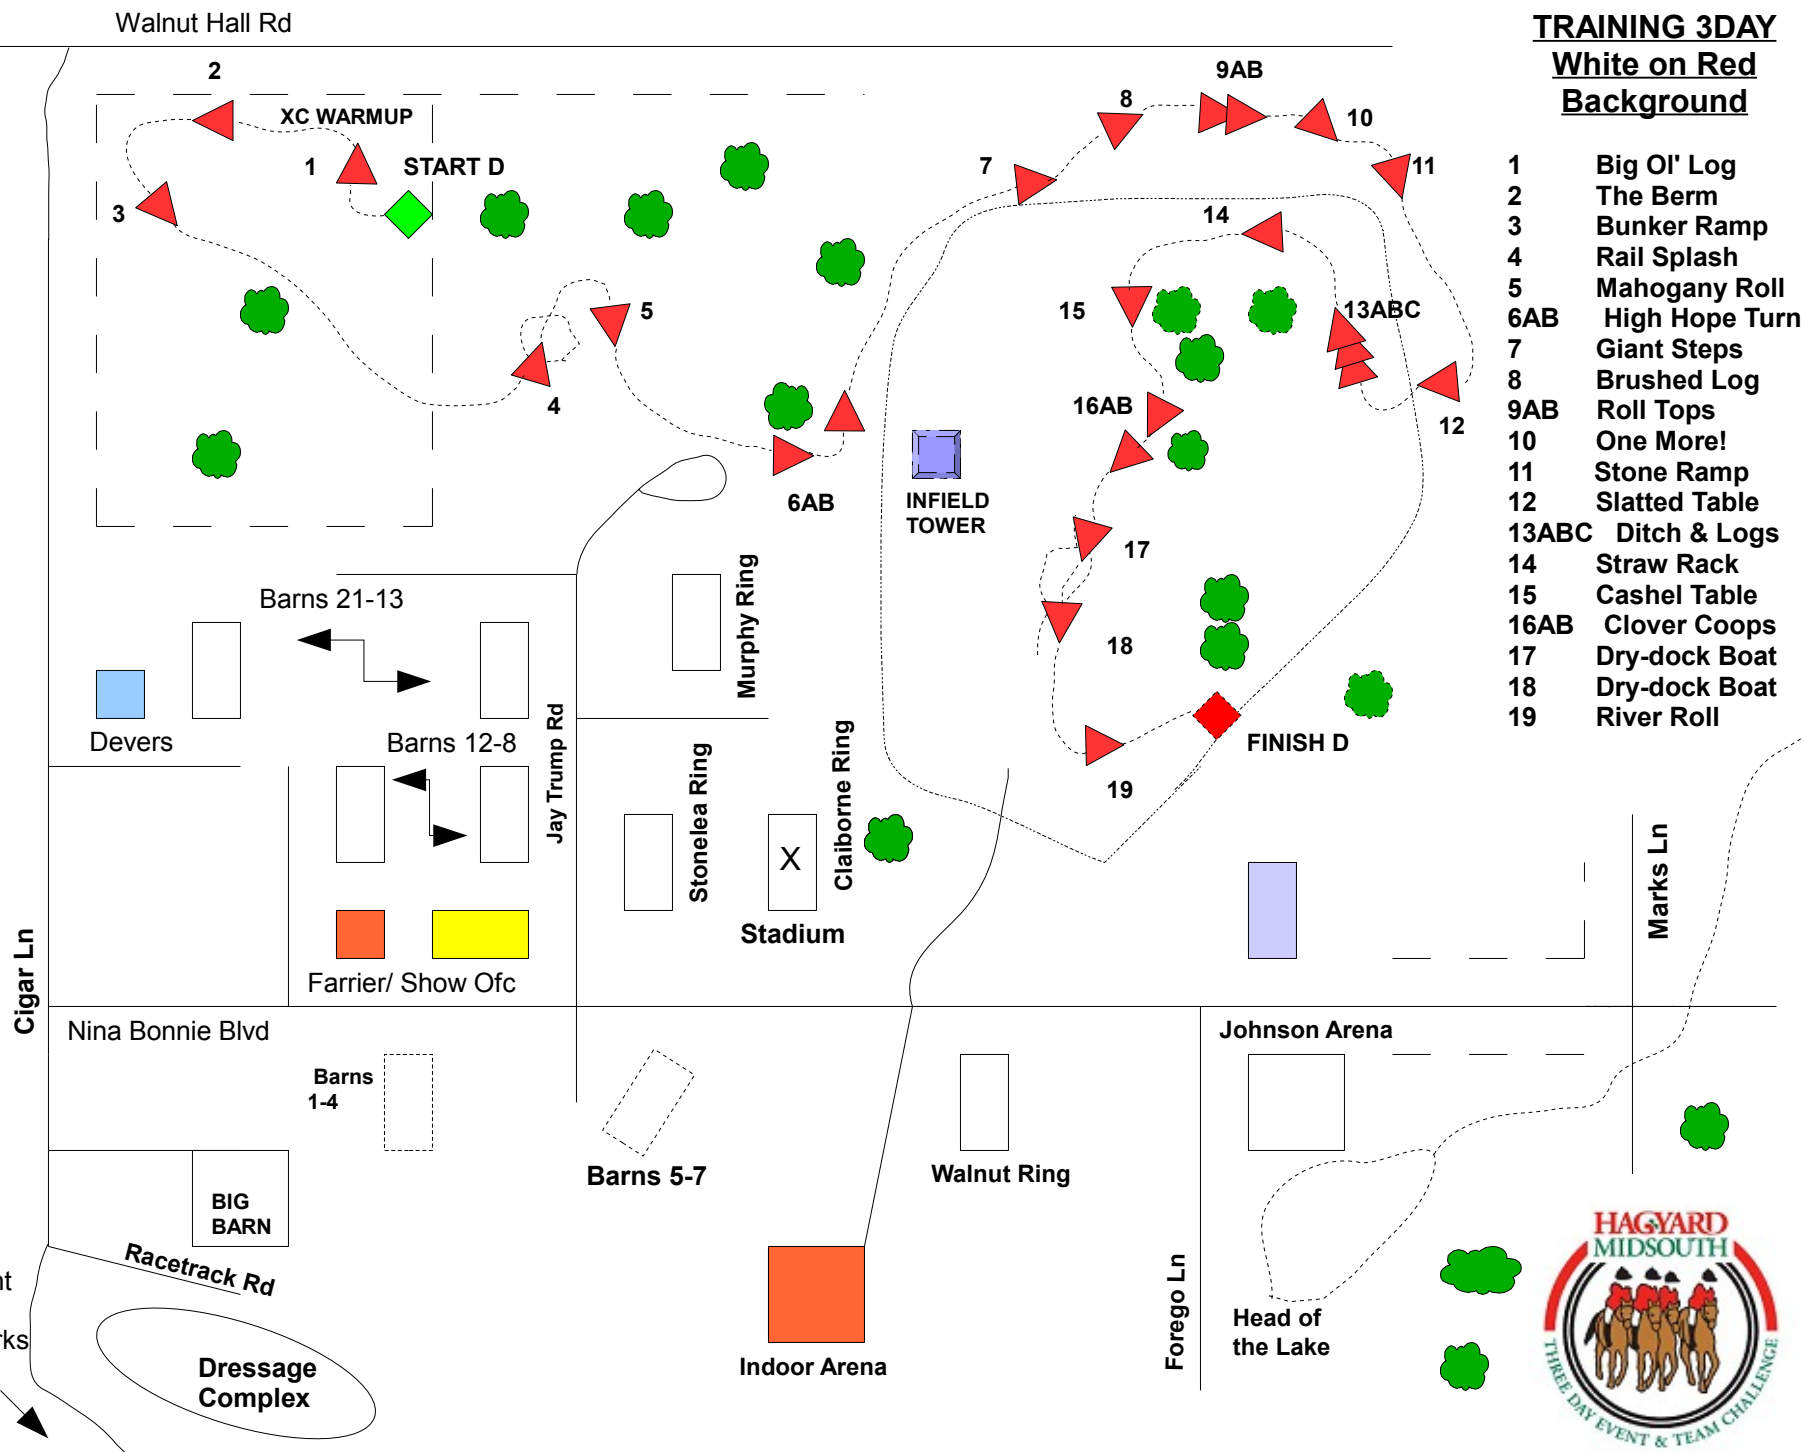 Walnut Hall Rd
TRAINING 3DAY
White on Red
Background
2
XC WARMUP
1
START D
3
4
5
6AB
7
8
9AB
10
11
12
13ABC
14
15
16AB
17
18
19
FINISH D
INFIELD
TOWER
1 Big Ol' Log
2 The Berm
3 Bunker Ramp
4 Rail Splash
5 Mahogany Roll
6AB High Hope Turn
7 Giant Steps
8 Brushed Log
9AB Roll Tops
10 One More!
11 Stone Ramp
12 Slatted Table
13ABC Ditch & Logs
14 Straw Rack
15 Cashel Table
16AB Clover Coops
17 Dry-dock Boat
18 Dry-dock Boat
19 River Roll
Barns 21-13
Murphy Ring
Devers
Barns 12-8
Jay Trump Rd
Stonelea Ring
Claiborne Ring
X
Stadium
Marks Ln
Cigar Ln
Farrier/ Show Ofc
Nina Bonnie Blvd
Johnson Arena
Barns
1-4
Barns 5-7
Walnut Ring
BIG
BARN
Racetrack Rd
Forego Ln
Head of
the Lake
Indoor Arena
Dressage
Complex
HAGYARD
MIDSOUTH
THREE DAY EVENT & TEAM CHALLENGE